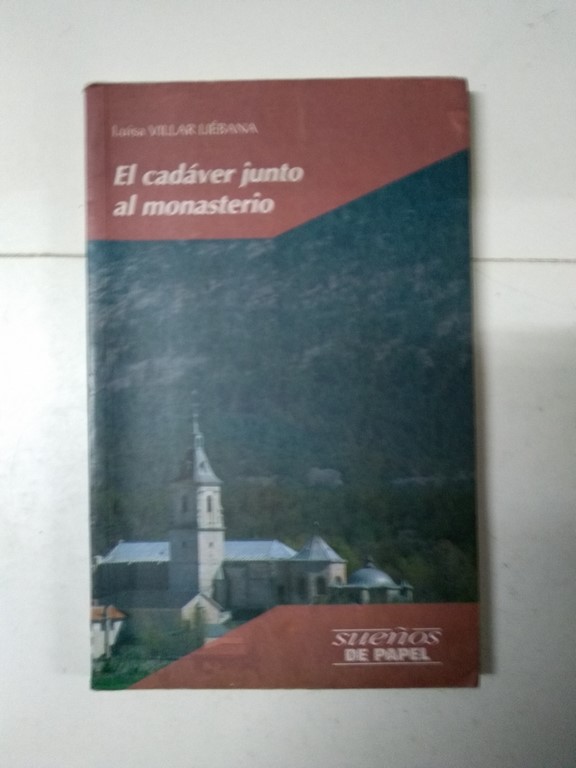 Luisa VILLAR LIÉBANA
El cadáver junto
al monasterio
sueños
DE PAPEL